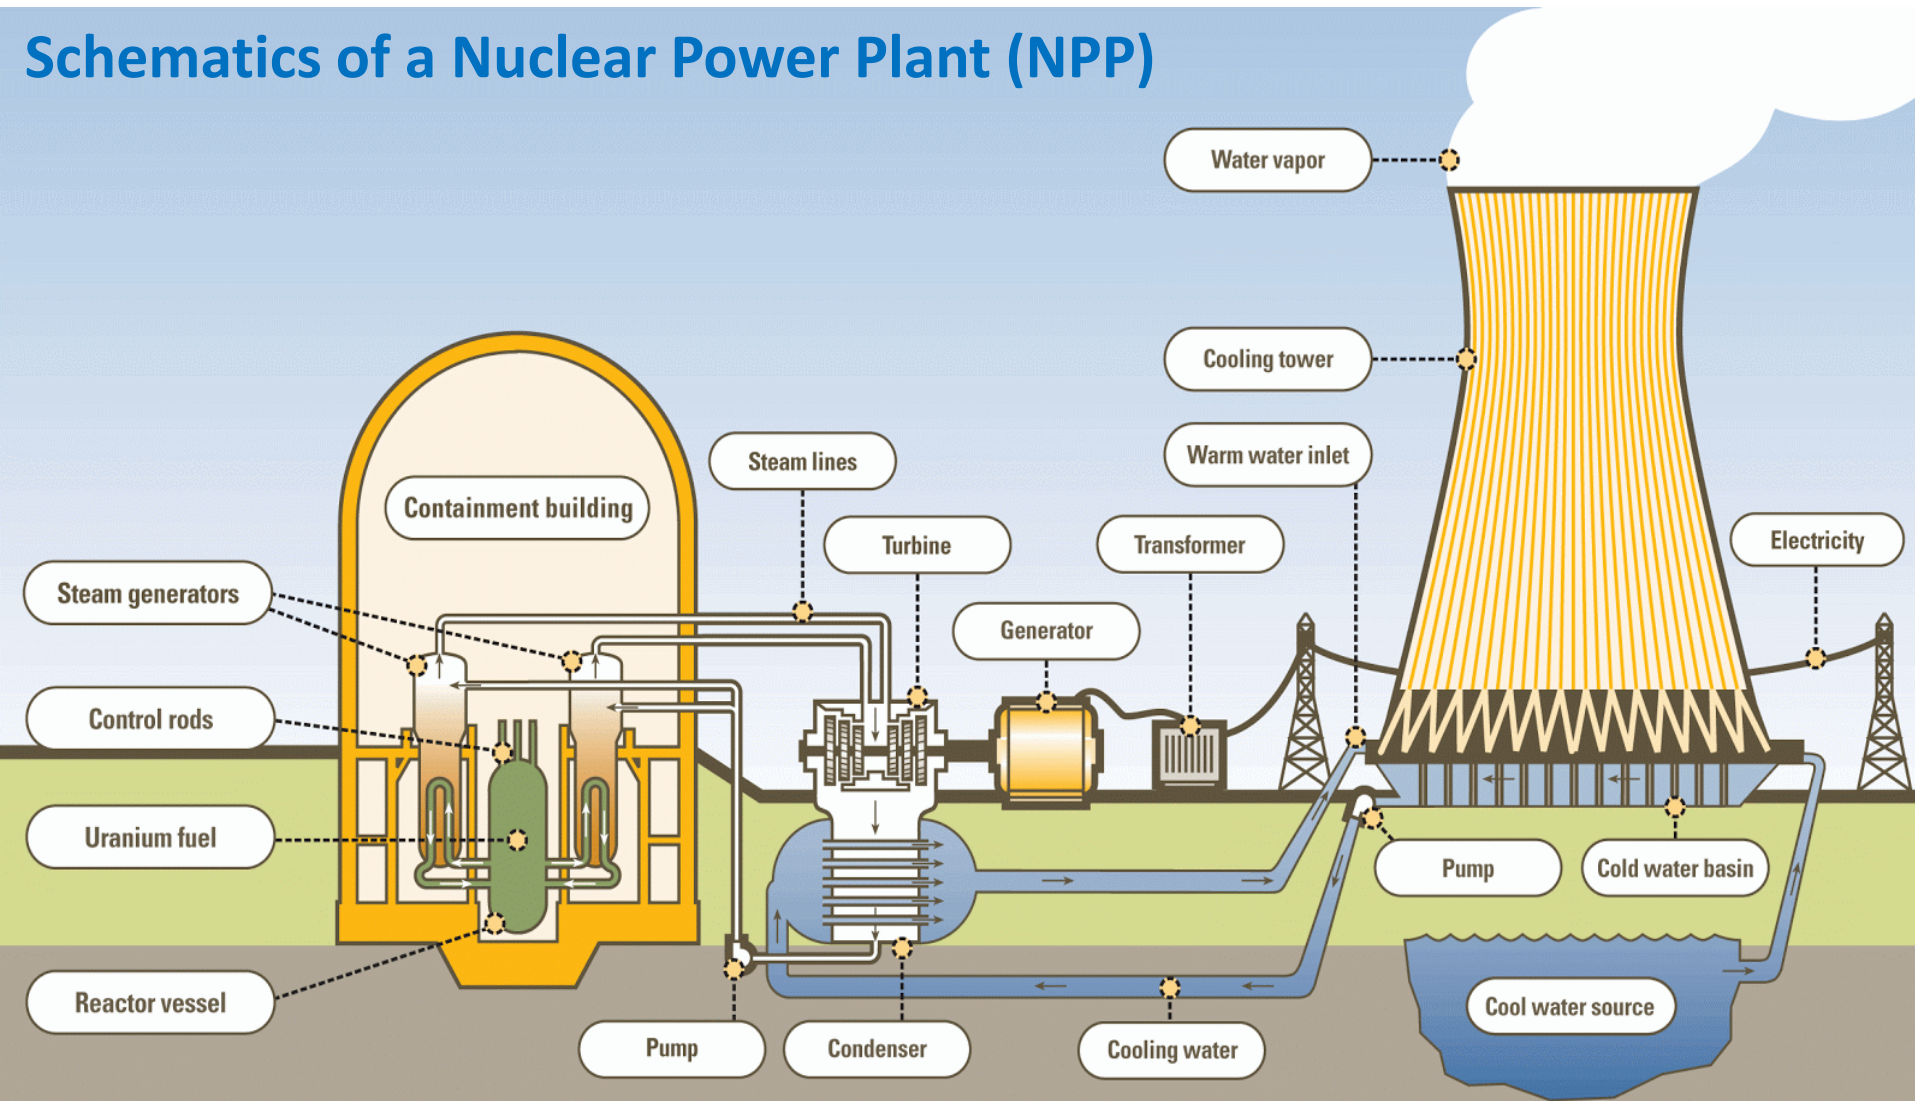 Schematics of a Nuclear Power Plant (NPP)
Water vapor
Cooling tower
Warm water inlet
Steam lines
Containment building
Turbine
Transformer
Electricity
Steam generators
Generator
Control rods
Uranium fuel
Pump
Cold water basin
Reactor vessel
Cool water source
Pump
Condenser
Cooling water